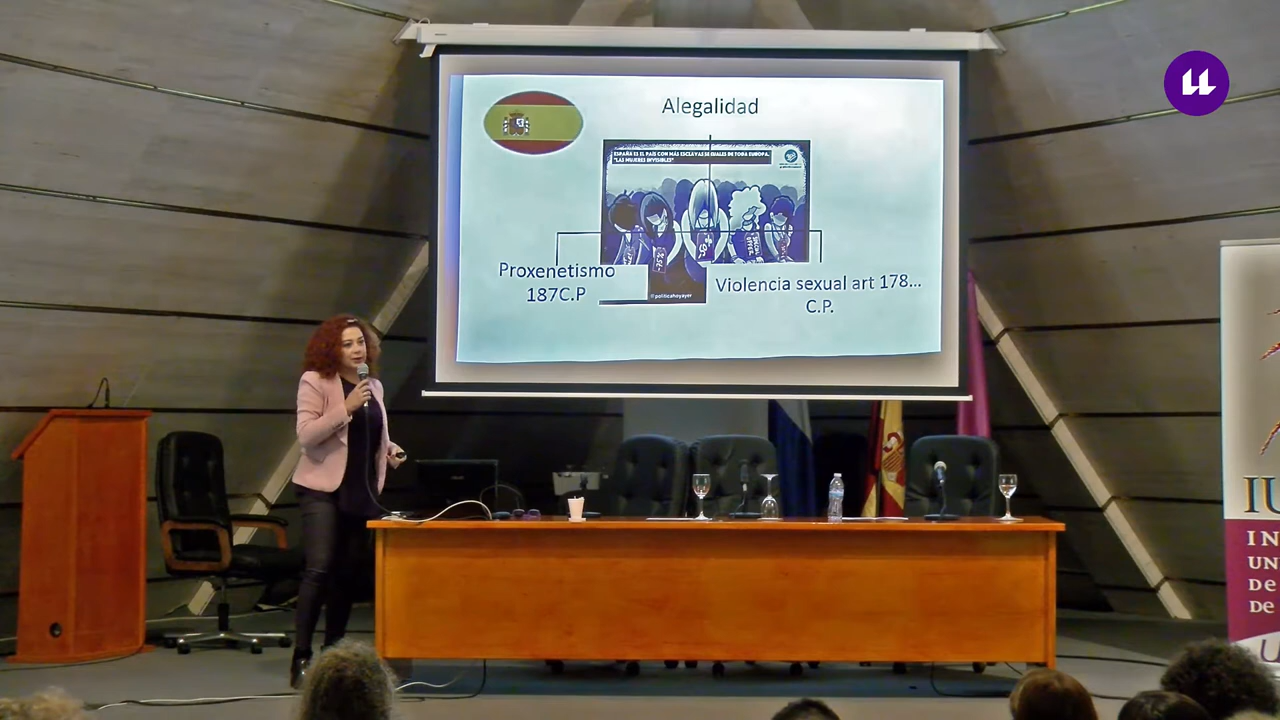 Alegalidad
ESPAÑA ES EL PAÍS CON MÁS ESCLAVAS SEXUALES DE TODA EUROPA.
"LAS MUJERES INVISIBLES"
Proxenetismo
187C.P
Violencia sexual art 178...
C.P.
@politicahoyayer
IU
IN
UN
DE
DE
U